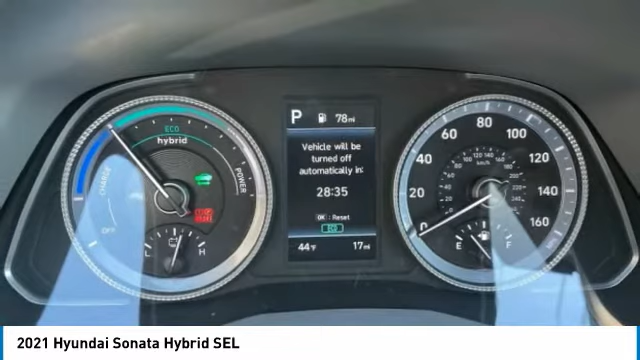 ECO
hybrid
CHARGE
POWER
OFF
L H
P 78mi
Vehicle will be
turned off
automatically in:
28:35
OK : Reset
ECO
44°F 17mi
0 20 40 60 80 100 120 140 160
km/h
E F
2021 Hyundai Sonata Hybrid SEL